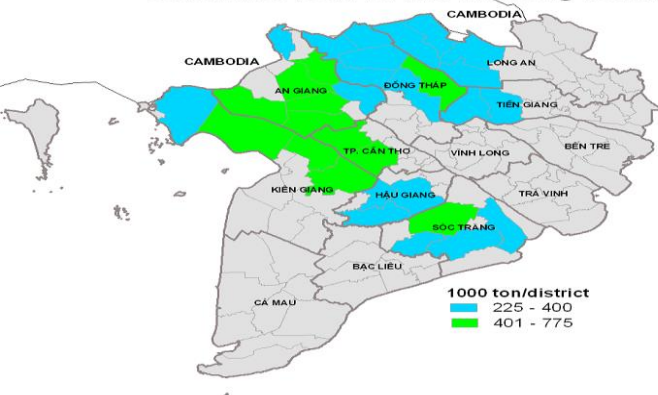 CAMBODIA
CAMBODIA
LONG AN
AN GIANG
ĐỒNG THÁP
TIỀN GIANG
TP. CẦN THƠ
VĨNH LONG
BẾN TRE
KIÊN GIANG
HẬU GIANG
TRÀ VINH
SÓC TRĂNG
BẠC LIÊU
CÀ MAU
1000 ton/district
225 - 400
401 - 775